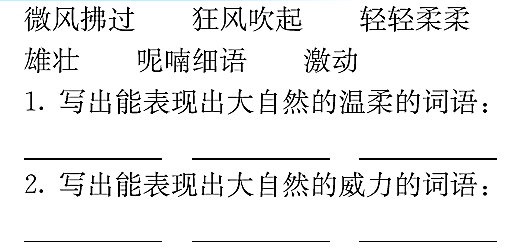 微风拂过 狂风吹起 轻轻柔柔
雄壮 呢喃细语 激动
1. 写出能表现出大自然的温柔的词语：
2. 写出能表现出大自然的威力的词语：